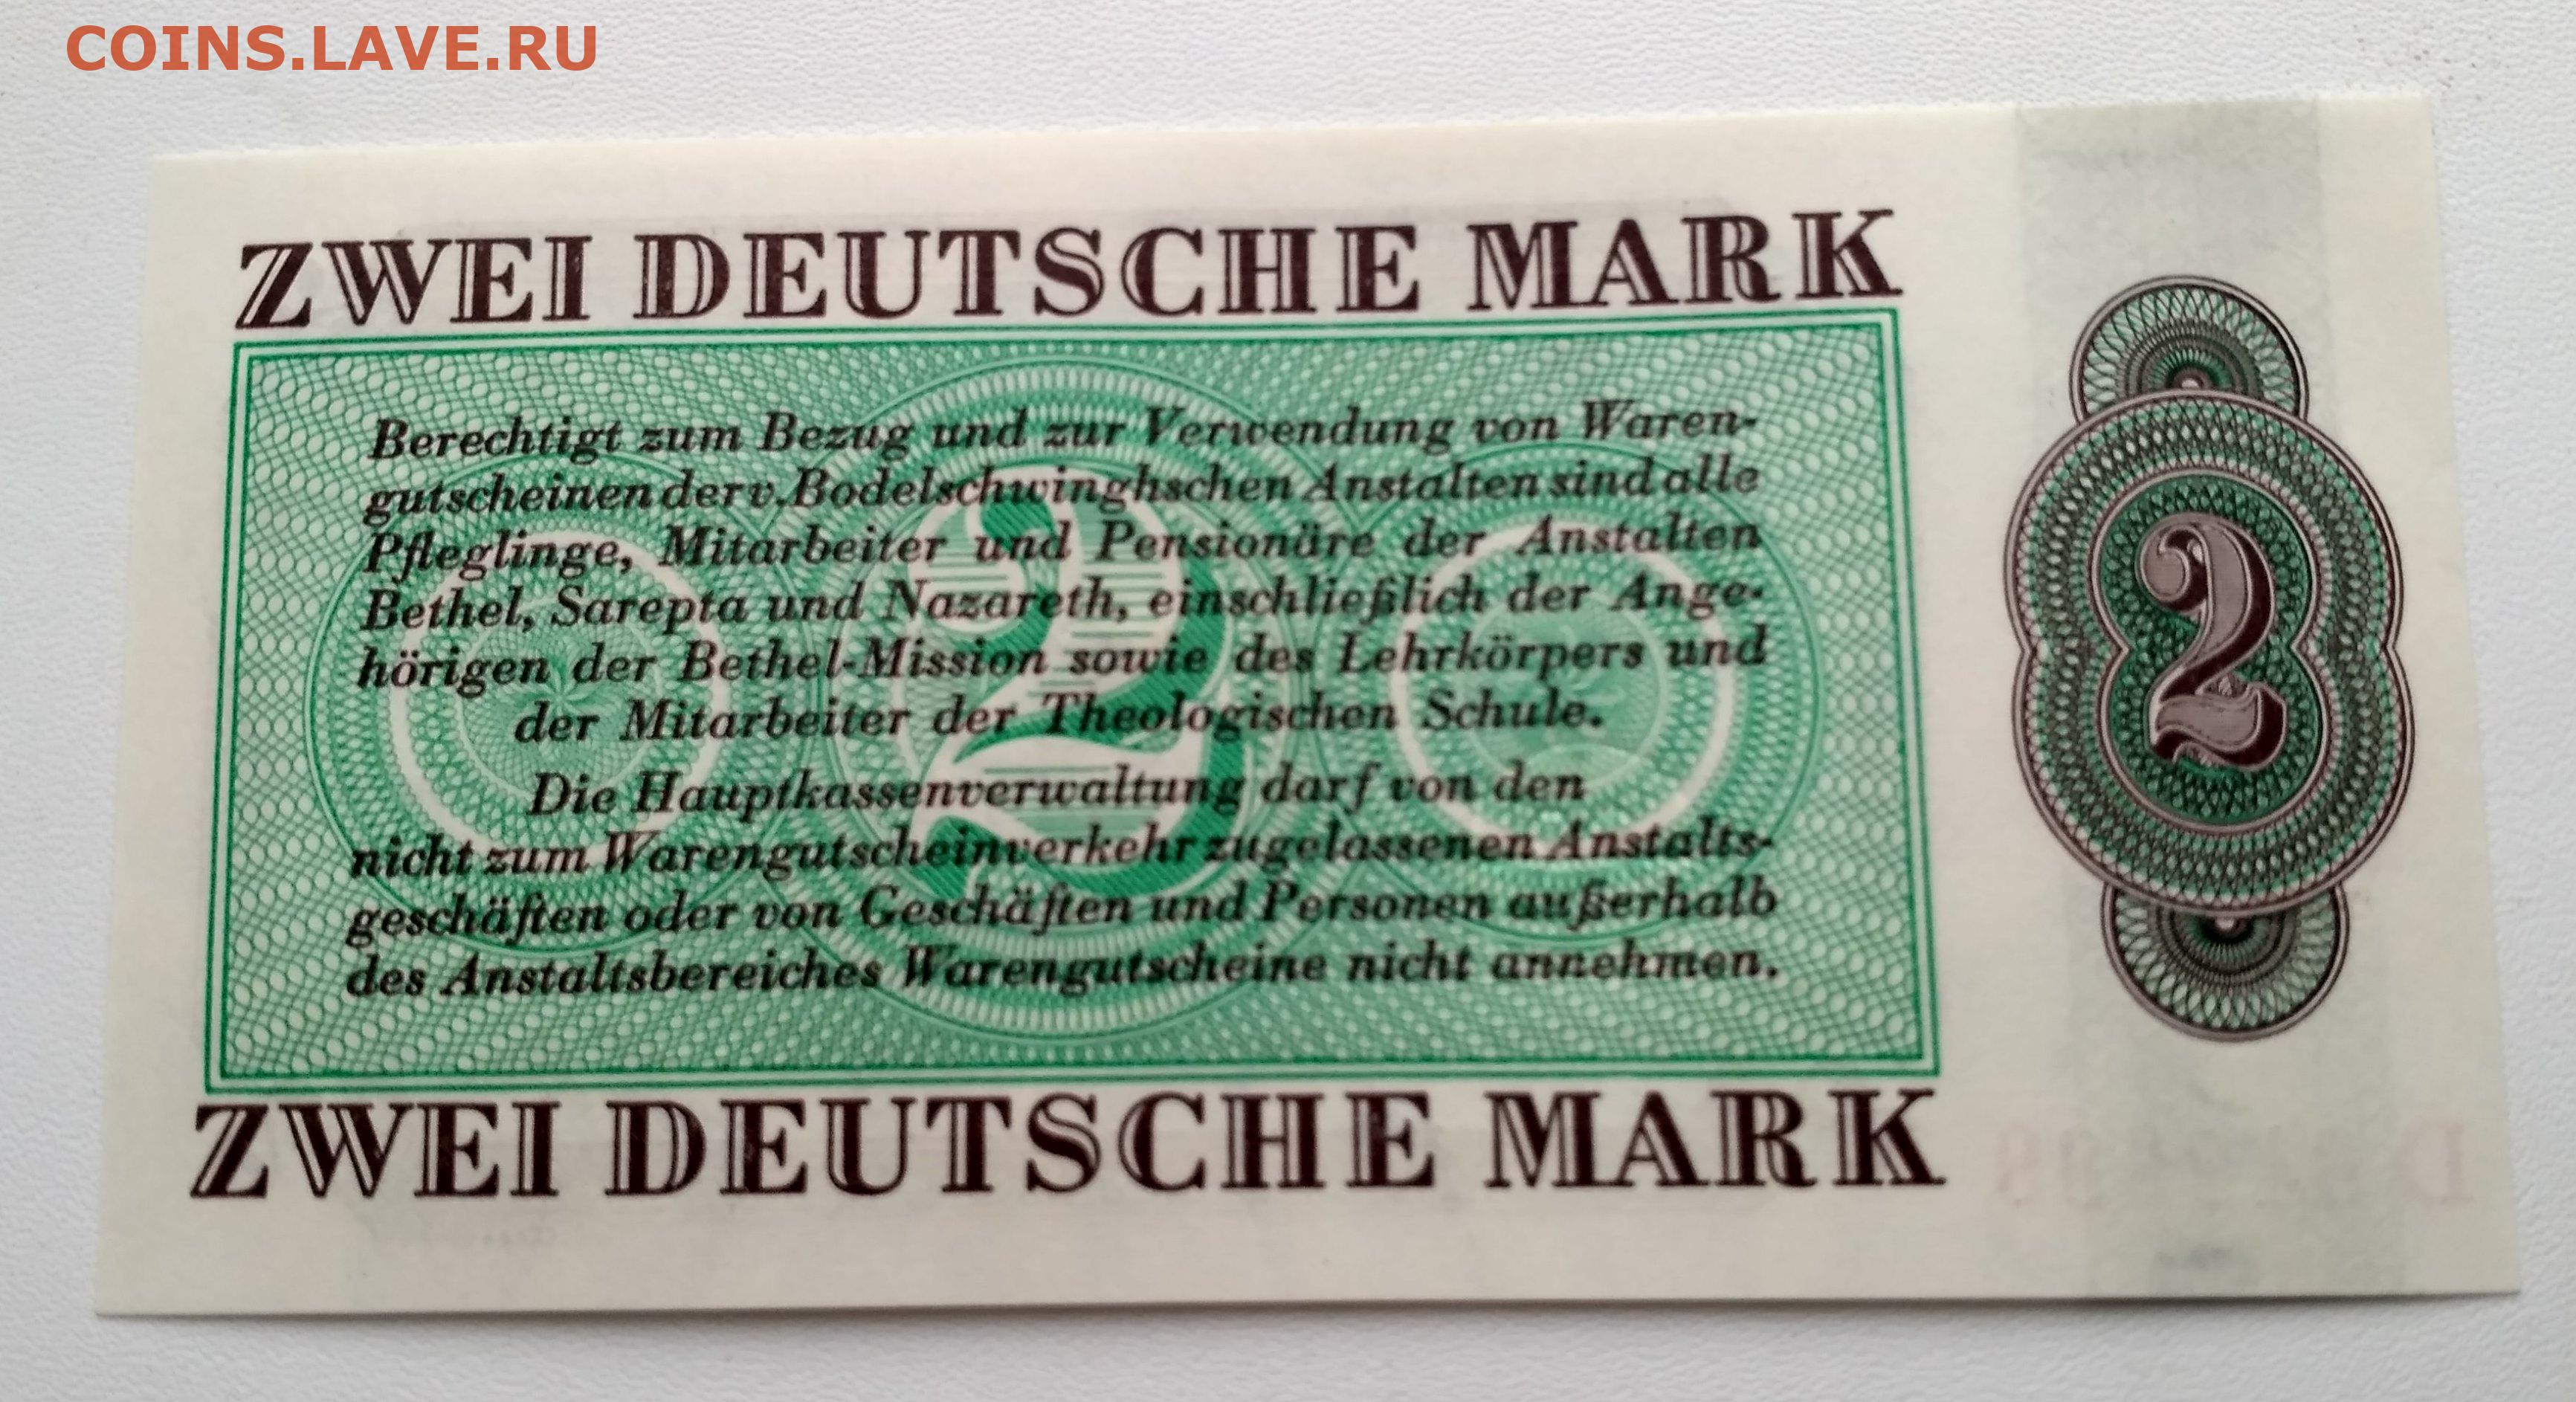 COINS.LAVE.RU
ZWEI DEUTSCHE MARK
Berechtigt zum Bezug und zur Verwendung von Waren-
gutscheinen der v. Bodelschwinghschen Anstalten sind alle
Pfleglinge, Mitarbeiter und Pensionäre der Anstalten
Bethel, Sarepta und Nazareth, einschließlich der Ange-
hörigen der Bethel-Mission sowie des Lehrkörpers und
der Mitarbeiter der Theologischen Schule.
Die Hauptkassenverwaltung darf von den
nicht zum Warengutscheinverkehr zugelassenen Anstalts-
geschäften oder von Geschäften und Personen außerhalb
des Anstaltsbereiches Warengutscheine nicht annehmen.
2
2
ZWEI DEUTSCHE MARK